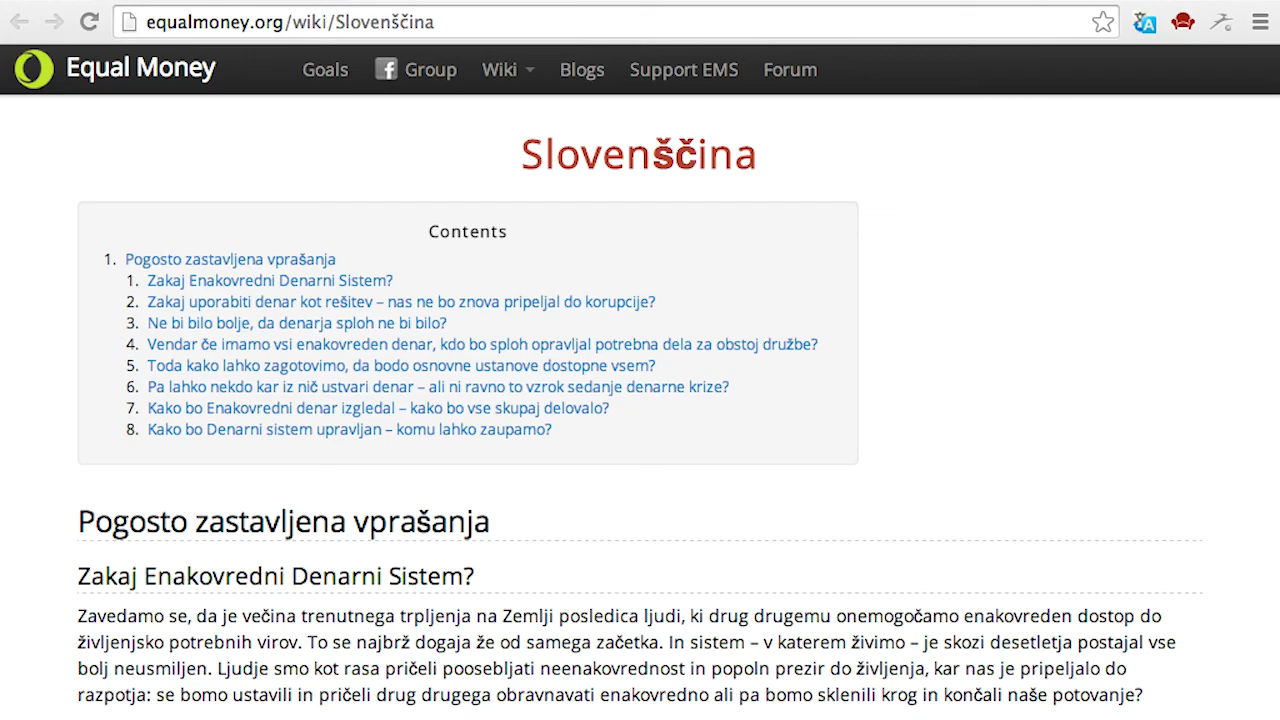 equalmoney.org/wiki/Slovenščina
Equal Money Goals Group Wiki Blogs Support EMS Forum
Slovenščina
Contents
1. Pogosto zastavljena vprašanja
1. Zakaj Enakovredni Denarni Sistem?
2. Zakaj uporabiti denar kot rešitev – nas ne bo znova pripeljal do korupcije?
3. Ne bi bilo bolje, da denarja sploh ne bi bilo?
4. Vendar če imamo vsi enakovreden denar, kdo bo sploh opravljal potrebna dela za obstoj družbe?
5. Toda kako lahko zagotovimo, da bodo osnovne ustanove dostopne vsem?
6. Pa lahko nekdo kar iz nič ustvari denar – ali ni ravno to vzrok sedanje denarne krize?
7. Kako bo Enakovredni denar izgledal – kako bo vse skupaj delovalo?
8. Kako bo Denarni sistem upravljan – komu lahko zaupamo?
Pogosto zastavljena vprašanja
Zakaj Enakovredni Denarni Sistem?
Zavedamo se, da je večina trenutnega trpljenja na Zemlji posledica ljudi, ki drug drugemu onemogočamo enakovreden dostop do
življenjsko potrebnih virov. To se najbrž dogaja že od samega začetka. In sistem – v katerem živimo – je skozi desetletja postajal vse
bolj neusmiljen. Ljudje smo kot rasa pričeli poosebljati neenakovrednost in popoln prezir do življenja, kar nas je pripeljalo do
razpotja: se bomo ustavili in pričeli drug drugega obravnavati enakovredno ali pa bomo sklenili krog in končali naše potovanje?